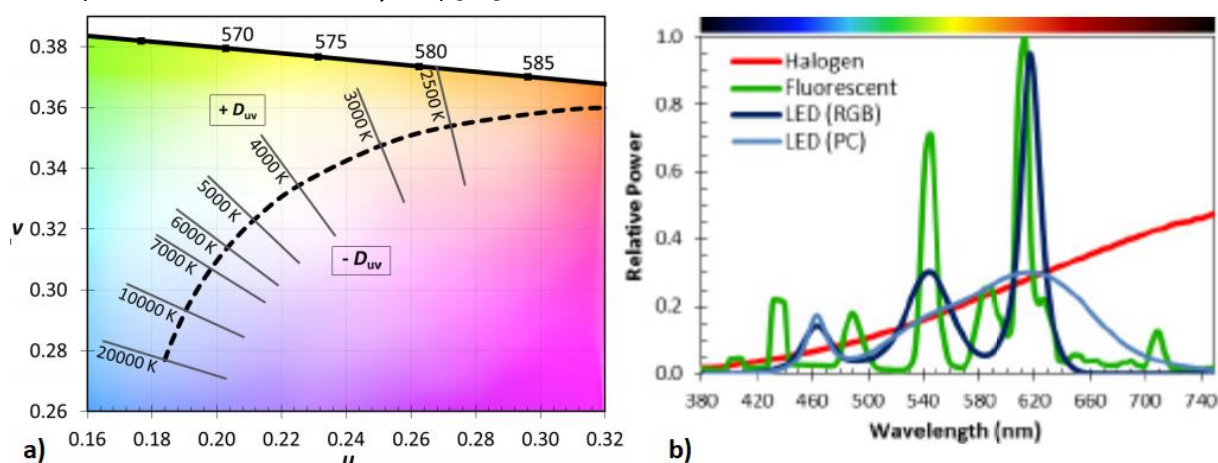 0.38
0.36
0.34
v 0.32
0.30
0.28
0.26
570
575
580
585
+ Duv
- Duv
2500 K
3000 K
4000 K
5000 K
6000 K
7000 K
10000 K
20000 K
0.16 0.18 0.20 0.22 0.24 0.26 0.28 0.30 0.32
u
a)
b)
Relative Power
1.0
0.8
0.6
0.4
0.2
0.0
Halogen
Fluorescent
LED (RGB)
LED (PC)
380 420 460 500 540 580 620 660 700 740
Wavelength (nm)